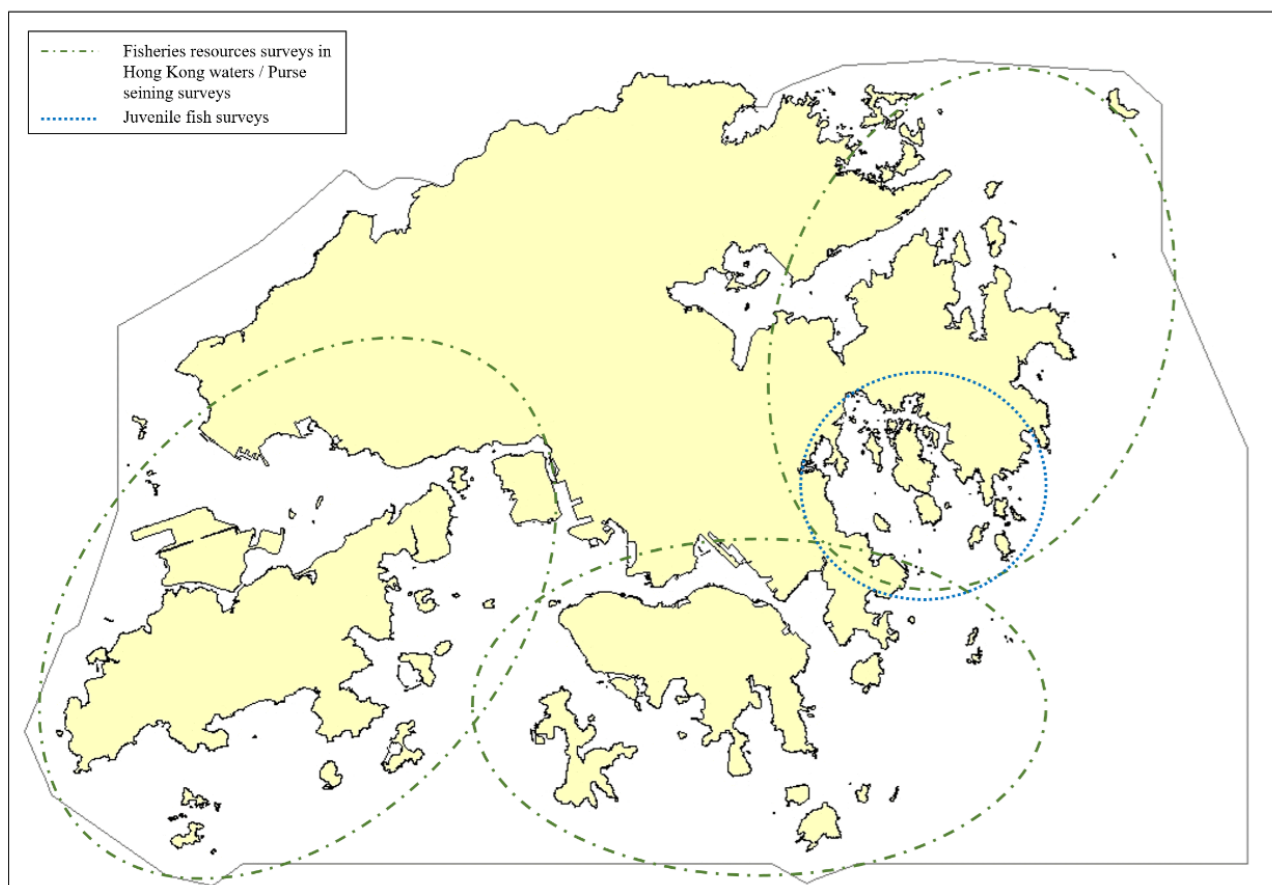 Fisheries resources surveys in
Hong Kong waters / Purse
seining surveys
Juvenile fish surveys